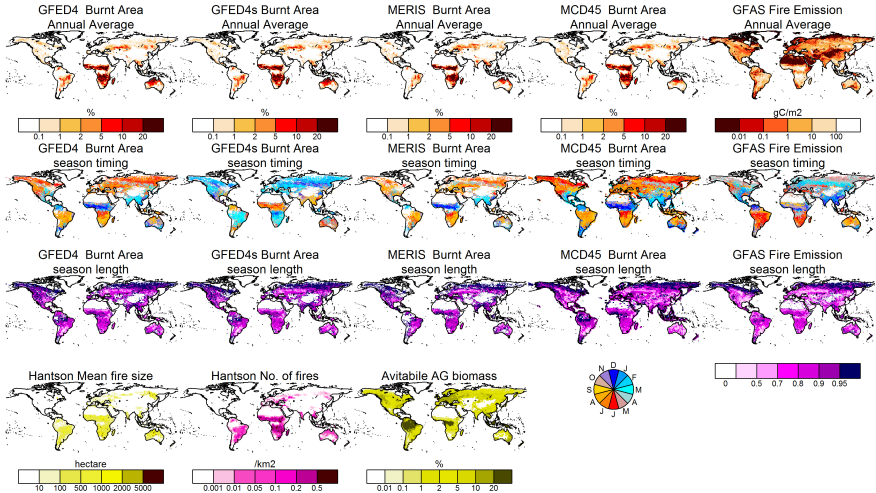 GFED4 Burnt Area
Annual Average
GFED4s Burnt Area
Annual Average
MERIS Burnt Area
Annual Average
MCD45 Burnt Area
Annual Average
GFAS Fire Emission
Annual Average
%
0.1 1 2 5 10 20
%
0.1 1 2 5 10 20
%
0.1 1 2 5 10 20
%
0.1 1 2 5 10 20
gC/m2
0.01 0.1 1 10 100
GFED4 Burnt Area
season timing
GFED4s Burnt Area
season timing
MERIS Burnt Area
season timing
MCD45 Burnt Area
season timing
GFAS Fire Emission
season timing
GFED4 Burnt Area
season length
GFED4s Burnt Area
season length
MERIS Burnt Area
season length
MCD45 Burnt Area
season length
GFAS Fire Emission
season length
0 0.5 0.7 0.8 0.9 0.95
Hantson Mean fire size
Hantson No. of fires
Avitabile AG biomass
D
N
F
O
S
M
A
A
J
J
M
hectare
10 100 500 1000 2000 5000
/km2
0.001 0.01 0.05 0.1 0.2 0.5
%
0.01 0.1 1 2 5 10 20